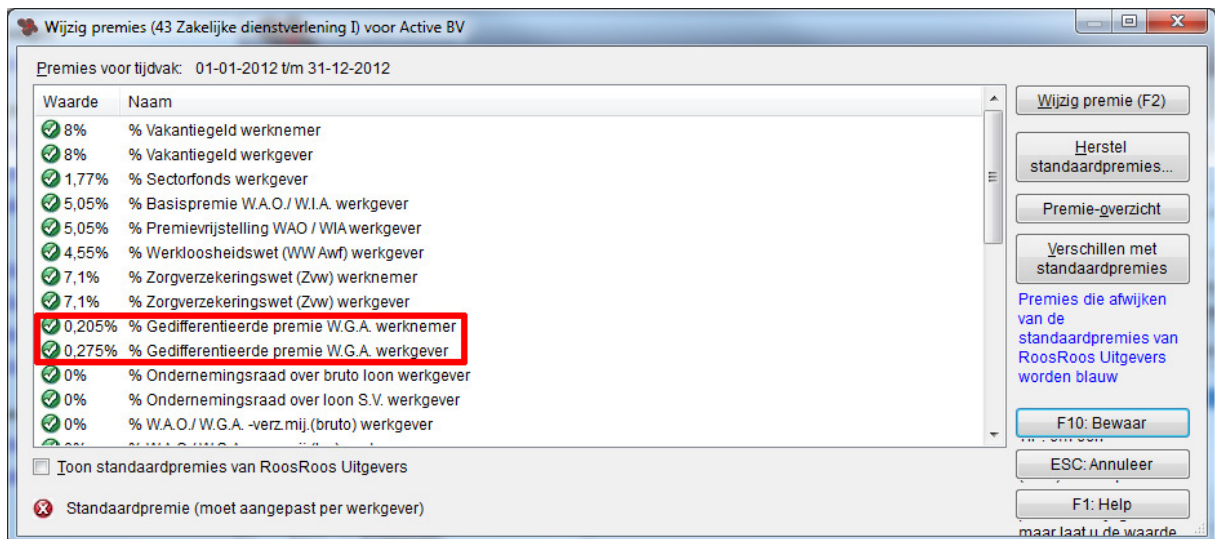 Wijzig premies (43 Zakelijke dienstverlening I) voor Active BV
Premies voor tijdvak: 01-01-2012 t/m 31-12-2012
Waarde Naam
8% % Vakantiegeld werknemer
8% % Vakantiegeld werkgever
1,77% % Sectorfonds werkgever
5,05% % Basispremie W.A.O./ W.I.A. werkgever
5,05% % Premievrijstelling WAO / WIA werkgever
4,55% % Werkloosheidswet (WW Awf) werkgever
7,1% % Zorgverzekeringswet (Zvw) werknemer
7,1% % Zorgverzekeringswet (Zvw) werkgever
0,205% % Gedifferentieerde premie W.G.A. werknemer
0,275% % Gedifferentieerde premie W.G.A. werkgever
0% % Ondernemingsraad over bruto loon werkgever
0% % Ondernemingsraad over loon S.V. werkgever
0% % W.A.O./ W.G.A. -verz.mij.(bruto) werkgever
Toon standaardpremies van RoosRoos Uitgevers
Standaardpremie (moet aangepast per werkgever)
Wijzig premie (F2)
Herstel
standaardpremies...
Premie-overzicht
Verschillen met
standaardpremies
Premies die afwijken
van de
standaardpremies van
RoosRoos Uitgevers
worden blauw
F10: Bewaar
ESC: Annuleer
F1: Help
maar laat u de waarde